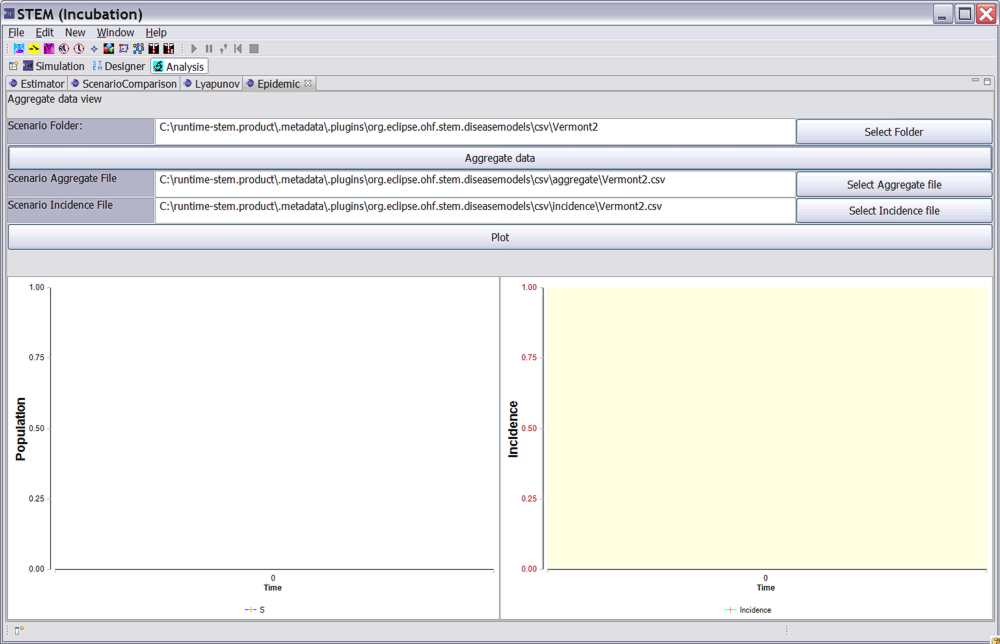 STEM (Incubation)
File Edit New Window Help
Simulation Designer Analysis
Estimator ScenarioComparison Lyapunov Epidemic
Aggregate data view
Scenario Folder: C:\runtime-stem.product\.metadata\.plugins\org.eclipse.ohf.stem.diseasemodels\csv\Vermont2 Select Folder
Aggregate data
Scenario Aggregate File C:\runtime-stem.product\.metadata\.plugins\org.eclipse.ohf.stem.diseasemodels\csv\aggregate\Vermont2.csv Select Aggregate file
Scenario Incidence File C:\runtime-stem.product\.metadata\.plugins\org.eclipse.ohf.stem.diseasemodels\csv\incidence\Vermont2.csv Select Incidence file
Plot
1.00
0.75
0.50
0.25
0.00
Population
0
Time
S
1.00
0.75
0.50
0.25
0.00
Incidence
0
Time
Incidence